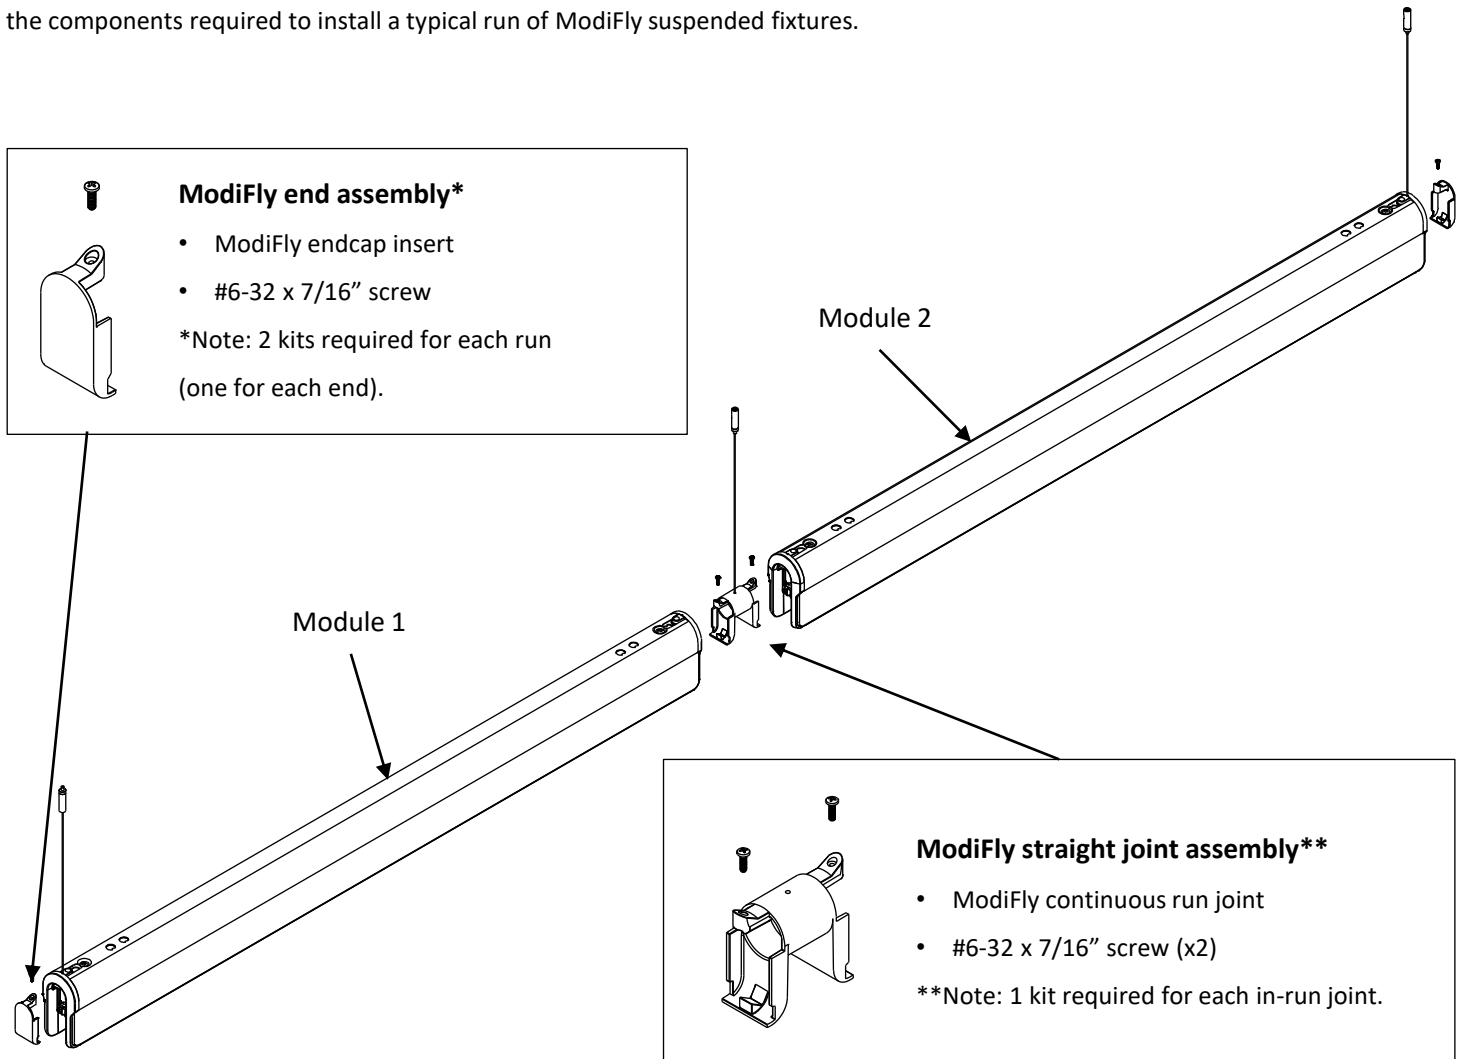 the components required to install a typical run of ModiFly suspended fixtures.
ModiFly end assembly*
• ModiFly endcap insert
• #6-32 x 7/16” screw
*Note: 2 kits required for each run
(one for each end).
Module 2
Module 1
ModiFly straight joint assembly**
• ModiFly continuous run joint
• #6-32 x 7/16” screw (x2)
**Note: 1 kit required for each in-run joint.